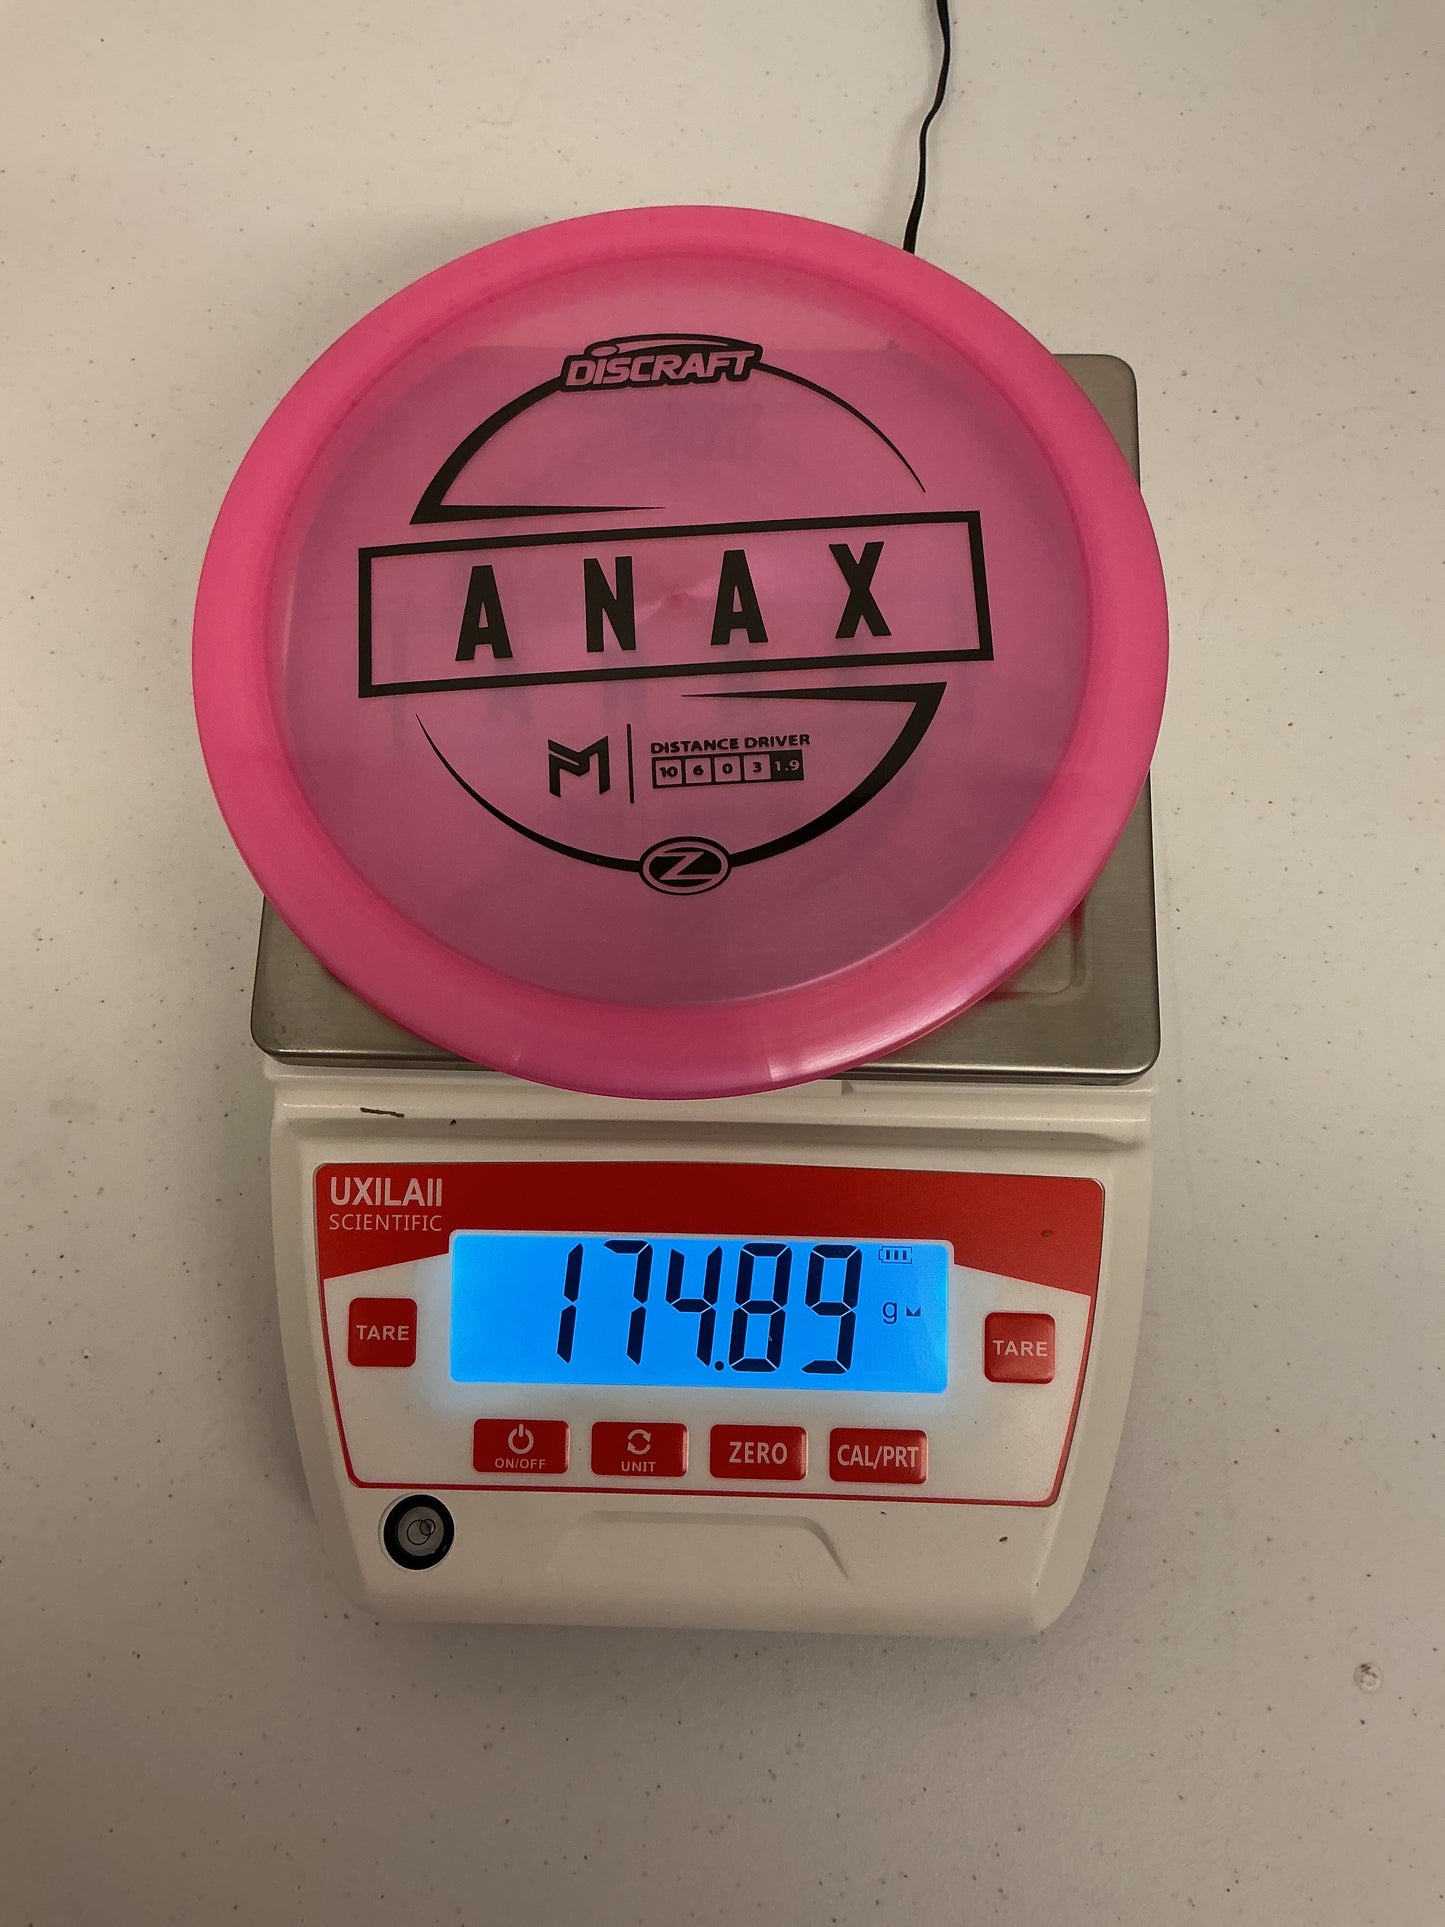 DISCRAFT
ANAX
DISTANCE DRIVER
10 6 0 3 1.9
Z
UXILAII
SCIENTIFIC
174.89 g
TARE
TARE
ON/OFF
UNIT
ZERO
CAL/PRT